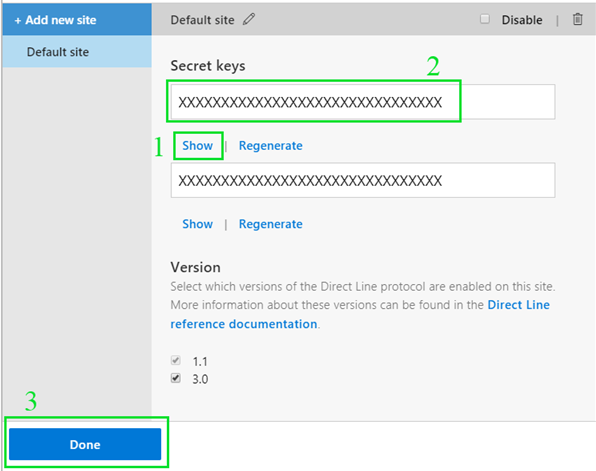 + Add new site
Default site
Default site
Disable |
Secret keys
2
XXXXXXXXXXXXXXXXXXXXXXXXXXXXXXX
1
Show | Regenerate
XXXXXXXXXXXXXXXXXXXXXXXXXXXXXXX
Show | Regenerate
Version
Select which versions of the Direct Line protocol are enabled on this site.
More information about these versions can be found in the Direct Line
reference documentation.
1.1
3.0
3
Done